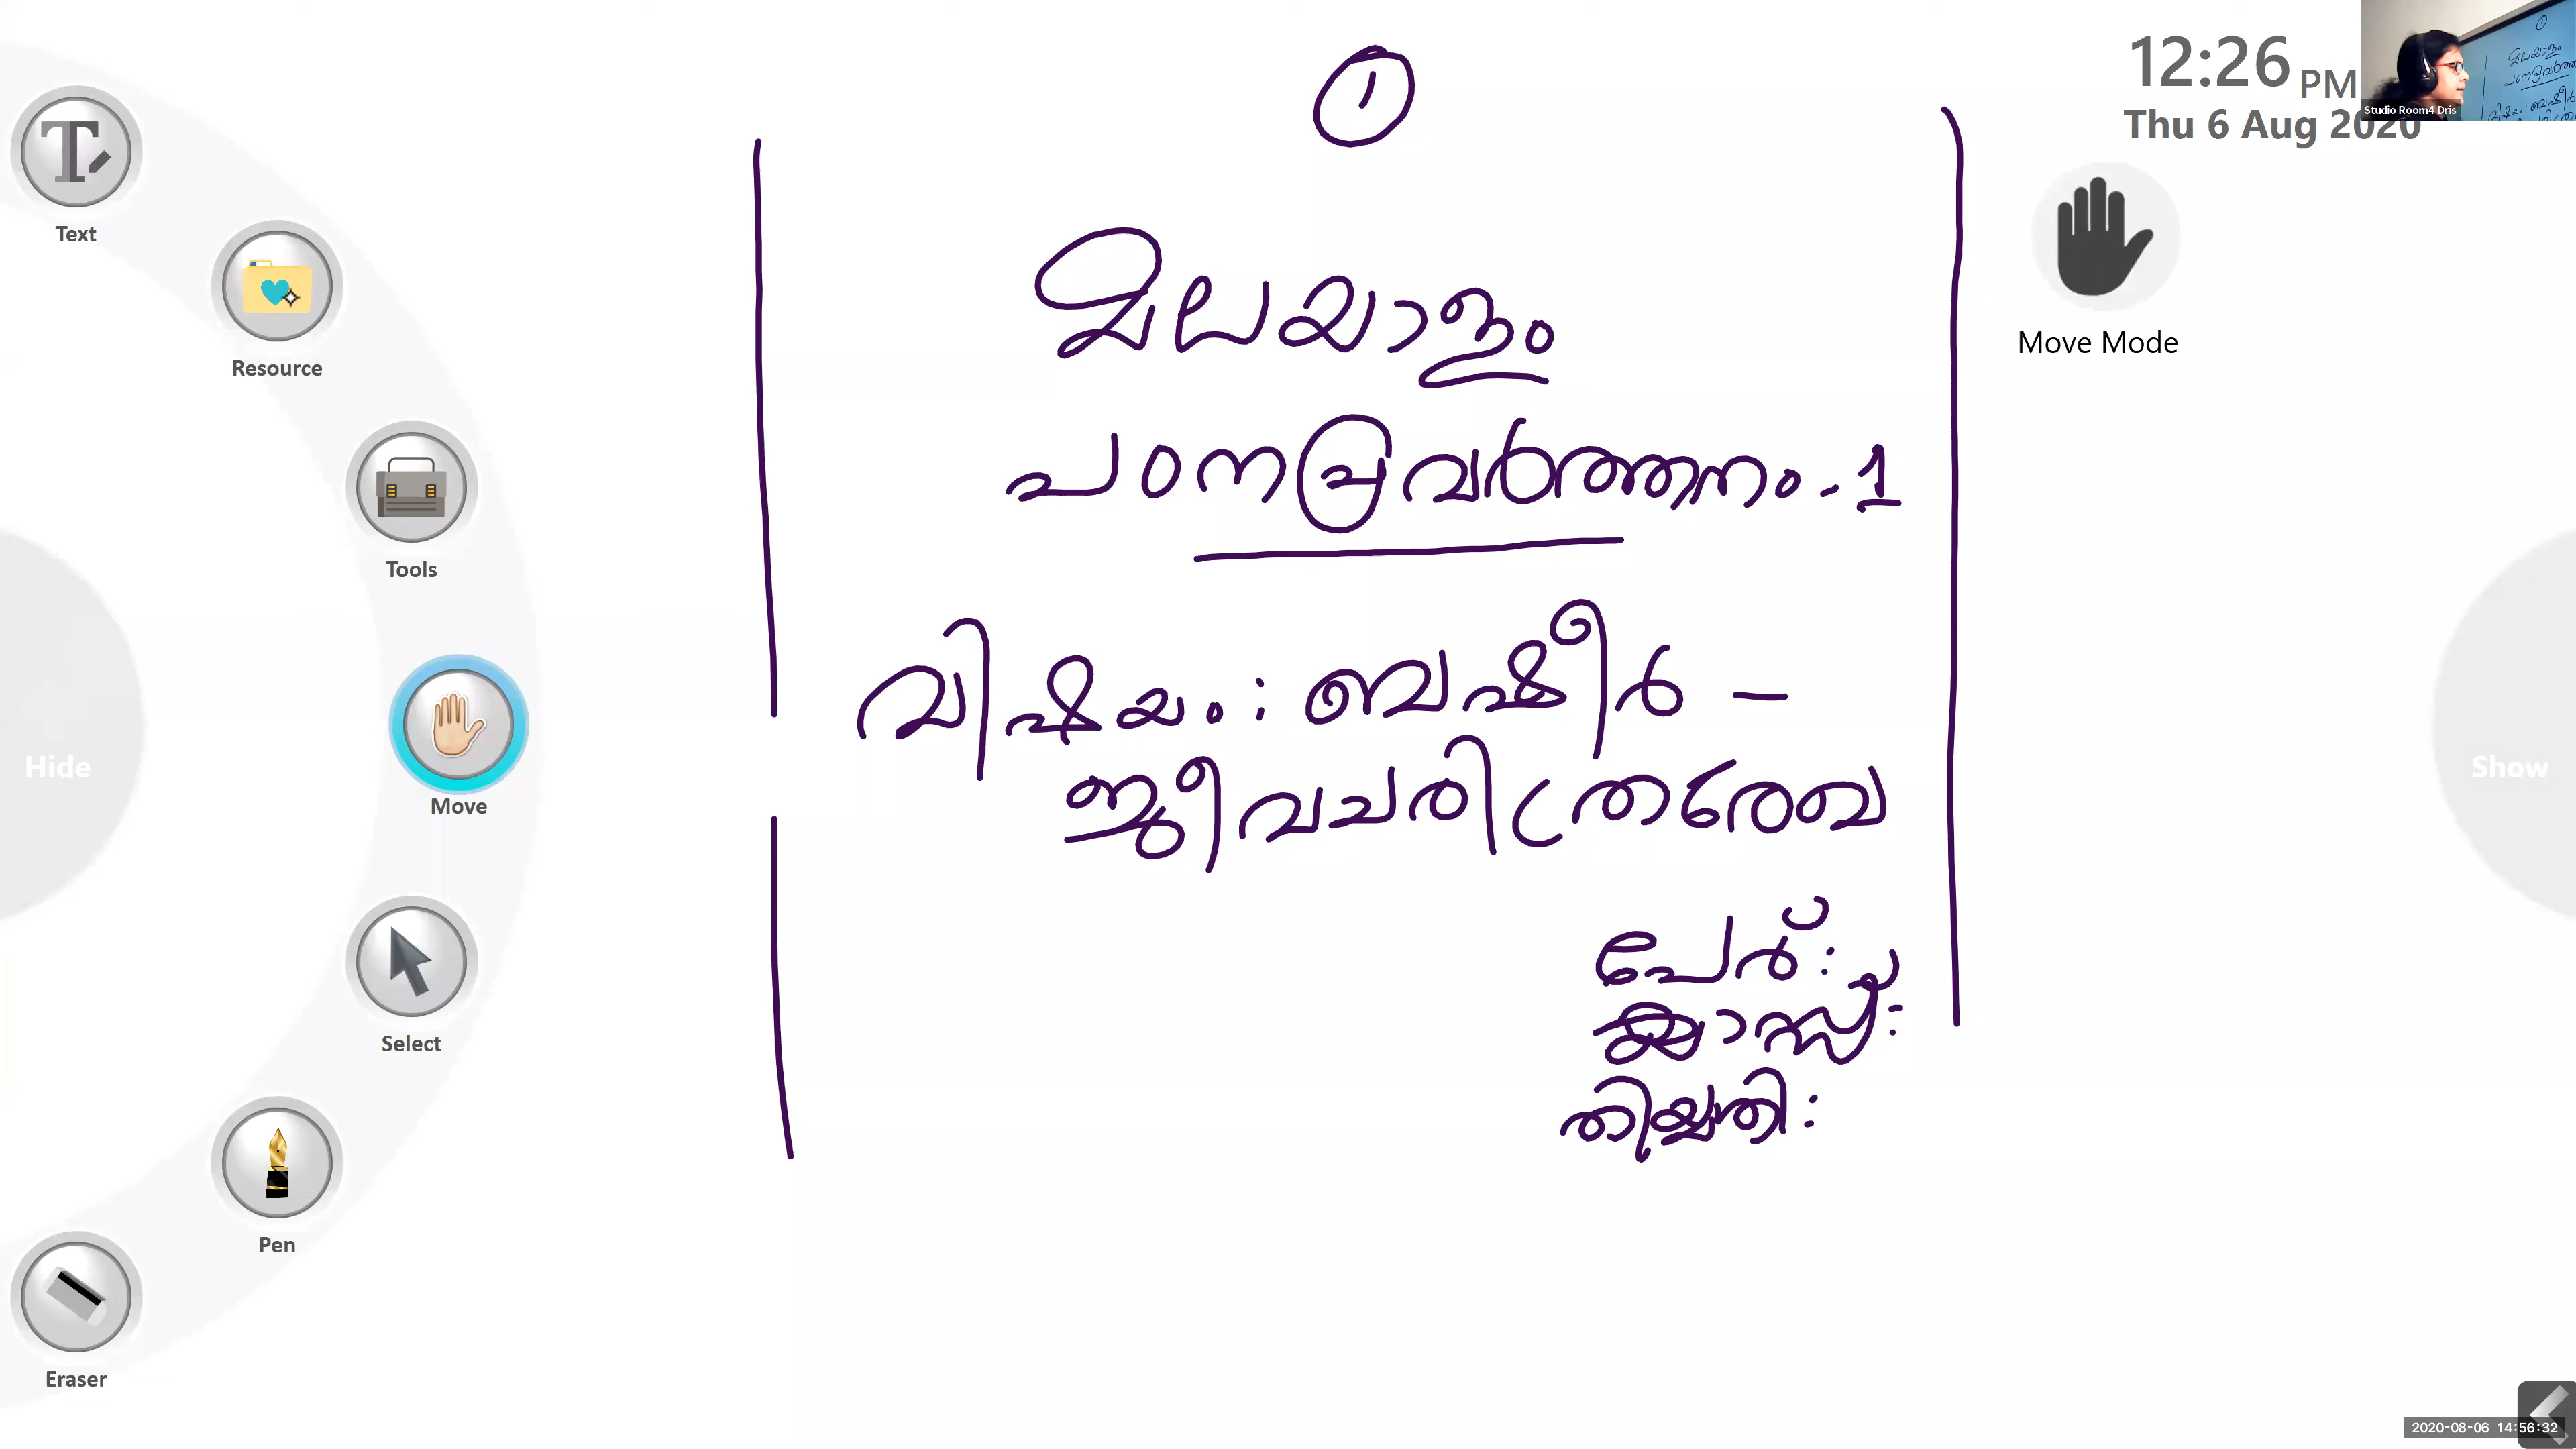 1
12:26 PM
Thu 6 Aug 2020
Studio Room4 Dris
Text
Resource
Tools
Hide
Move
Select
Pen
Eraser
മലയാളം
പഠനപ്രവർത്തനം.-1
വിഷയം: ബഷീർ -
ജീവചരിത്രരേഖ
പേര്:
ക്ലാസ്സ്:
തിയ്യതി:
Move Mode
Show
2020-08-06 14:56:32